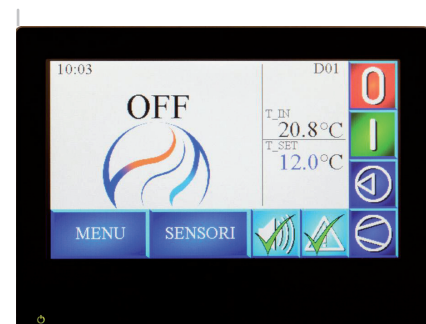 10:03
D01
OFF
T_IN
20.8°C
T_SET
12.0°C
0
I
MENU
SENSORI